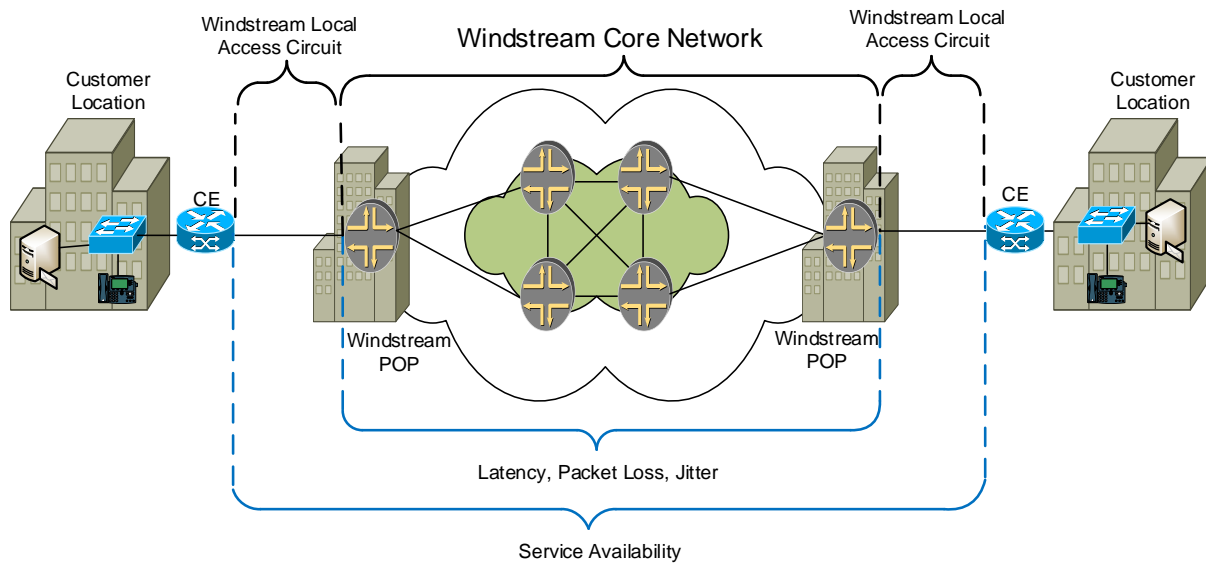 Windstream Local
Access Circuit
Windstream Core Network
Windstream Local
Access Circuit
Customer
Location
Customer
Location
CE
CE
Windstream
POP
Windstream
POP
Latency, Packet Loss, Jitter
Service Availability